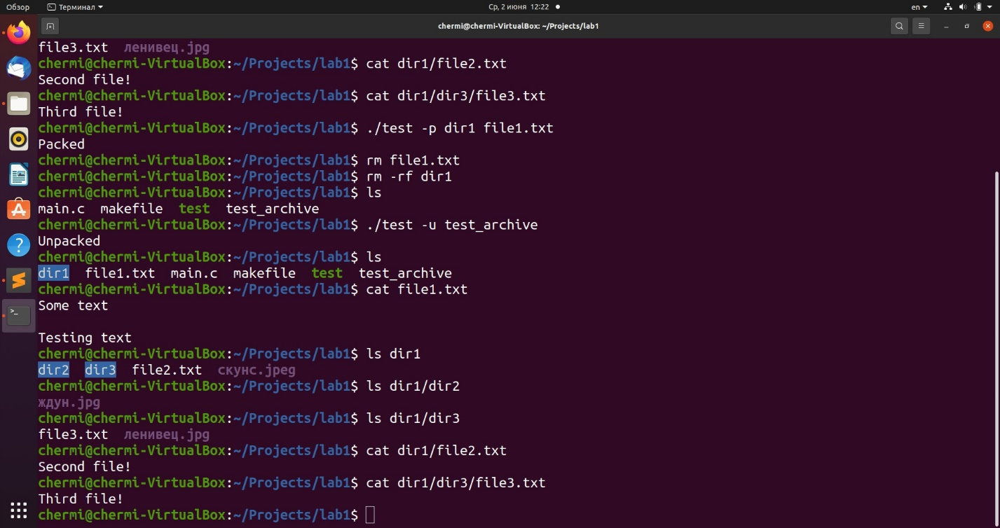 Обзор Терминал Ср, 2 июня 12:22 en
chermi@chermi-VirtualBox: ~/Projects/lab1
file3.txt ленивец.jpg
chermi@chermi-VirtualBox:~/Projects/lab1$ cat dir1/file2.txt
Second file!
chermi@chermi-VirtualBox:~/Projects/lab1$ cat dir1/dir3/file3.txt
Third file!
chermi@chermi-VirtualBox:~/Projects/lab1$ ./test -p dir1 file1.txt
Packed
chermi@chermi-VirtualBox:~/Projects/lab1$ rm file1.txt
chermi@chermi-VirtualBox:~/Projects/lab1$ rm -rf dir1
chermi@chermi-VirtualBox:~/Projects/lab1$ ls
main.c makefile test test_archive
chermi@chermi-VirtualBox:~/Projects/lab1$ ./test -u test_archive
Unpacked
chermi@chermi-VirtualBox:~/Projects/lab1$ ls
dir1 file1.txt main.c makefile test test_archive
chermi@chermi-VirtualBox:~/Projects/lab1$ cat file1.txt
Some text
Testing text
chermi@chermi-VirtualBox:~/Projects/lab1$ ls dir1
dir2 dir3 file2.txt скунс.jpeg
chermi@chermi-VirtualBox:~/Projects/lab1$ ls dir1/dir2
ждун.jpg
chermi@chermi-VirtualBox:~/Projects/lab1$ ls dir1/dir3
file3.txt ленивец.jpg
chermi@chermi-VirtualBox:~/Projects/lab1$ cat dir1/file2.txt
Second file!
chermi@chermi-VirtualBox:~/Projects/lab1$ cat dir1/dir3/file3.txt
Third file!
chermi@chermi-VirtualBox:~/Projects/lab1$